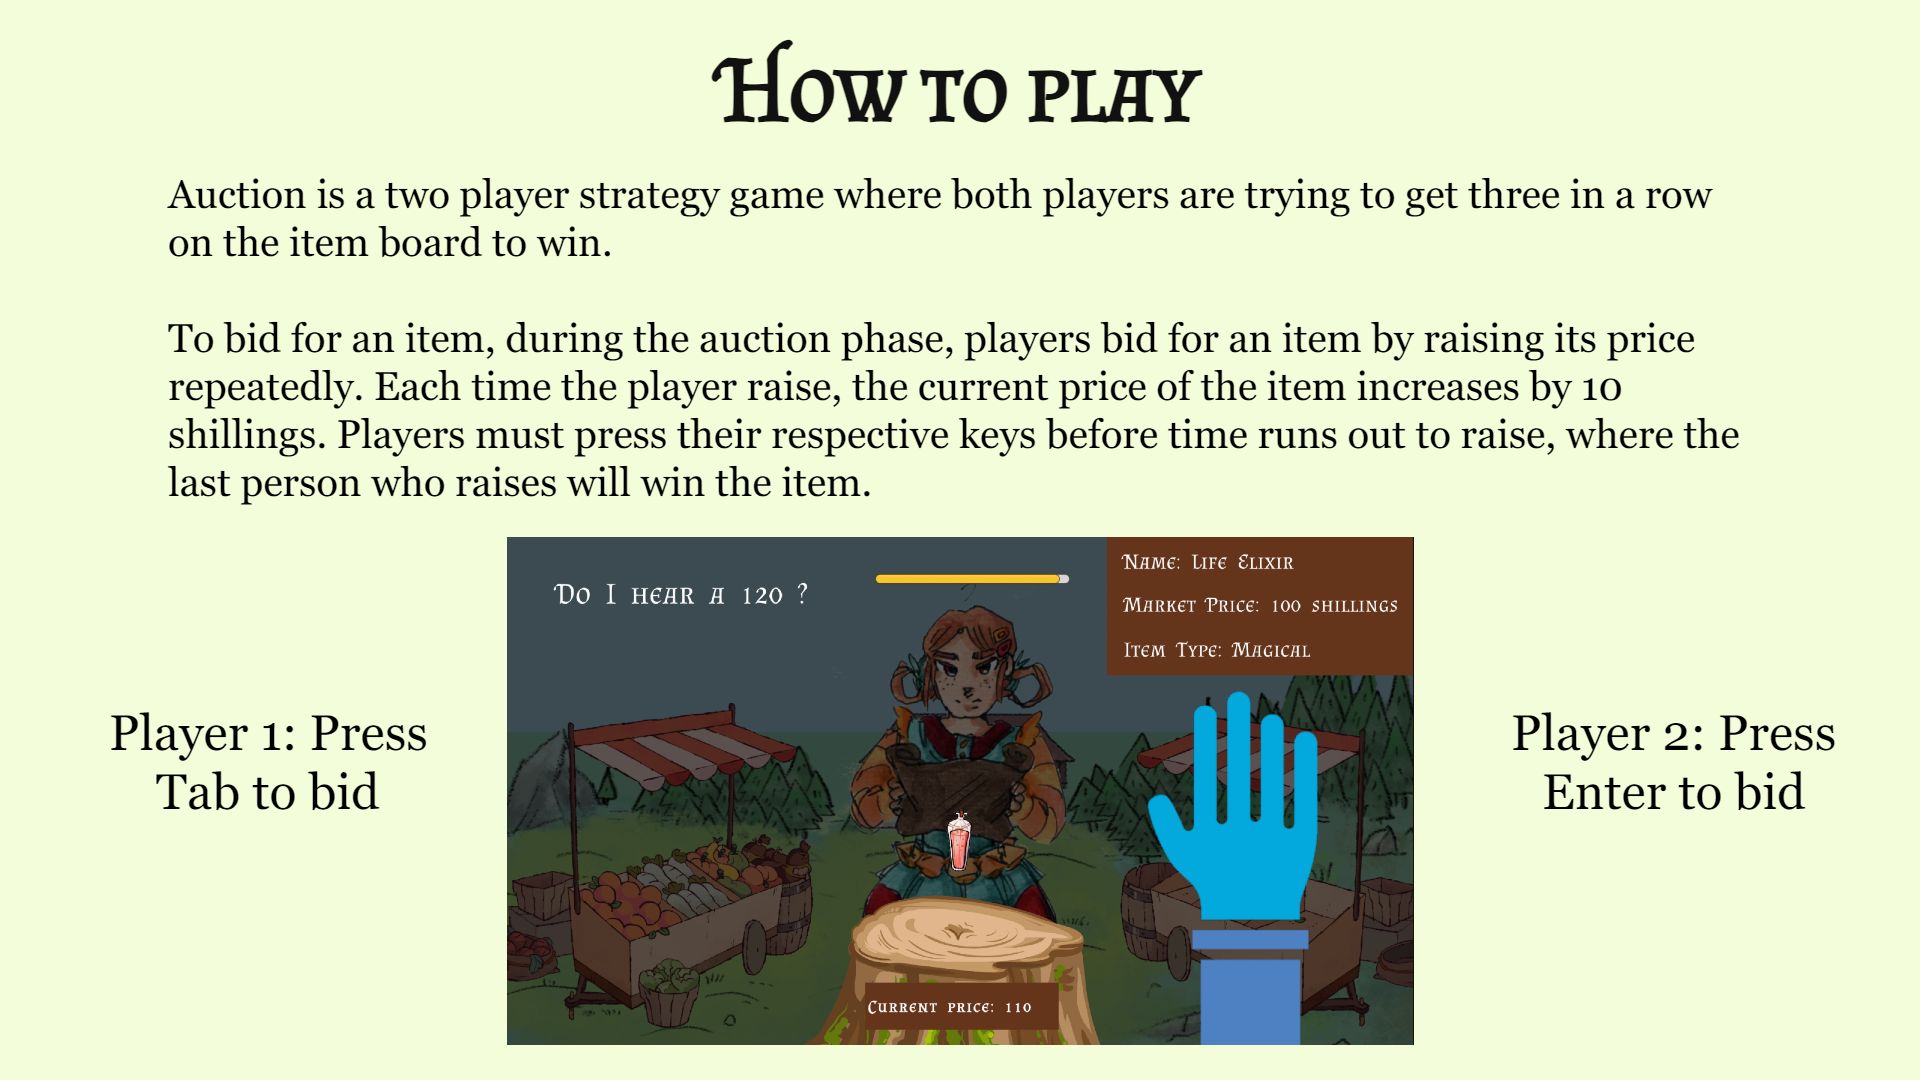 How to play
Auction is a two player strategy game where both players are trying to get three in a row
on the item board to win.
To bid for an item, during the auction phase, players bid for an item by raising its price
repeatedly. Each time the player raise, the current price of the item increases by 10
shillings. Players must press their respective keys before time runs out to raise, where the
last person who raises will win the item.
Do I hear a 120 ?
Name: Life Elixir
Market Price: 100 shillings
Item Type: Magical
Player 1: Press
Tab to bid
Player 2: Press
Enter to bid
Current price: 110